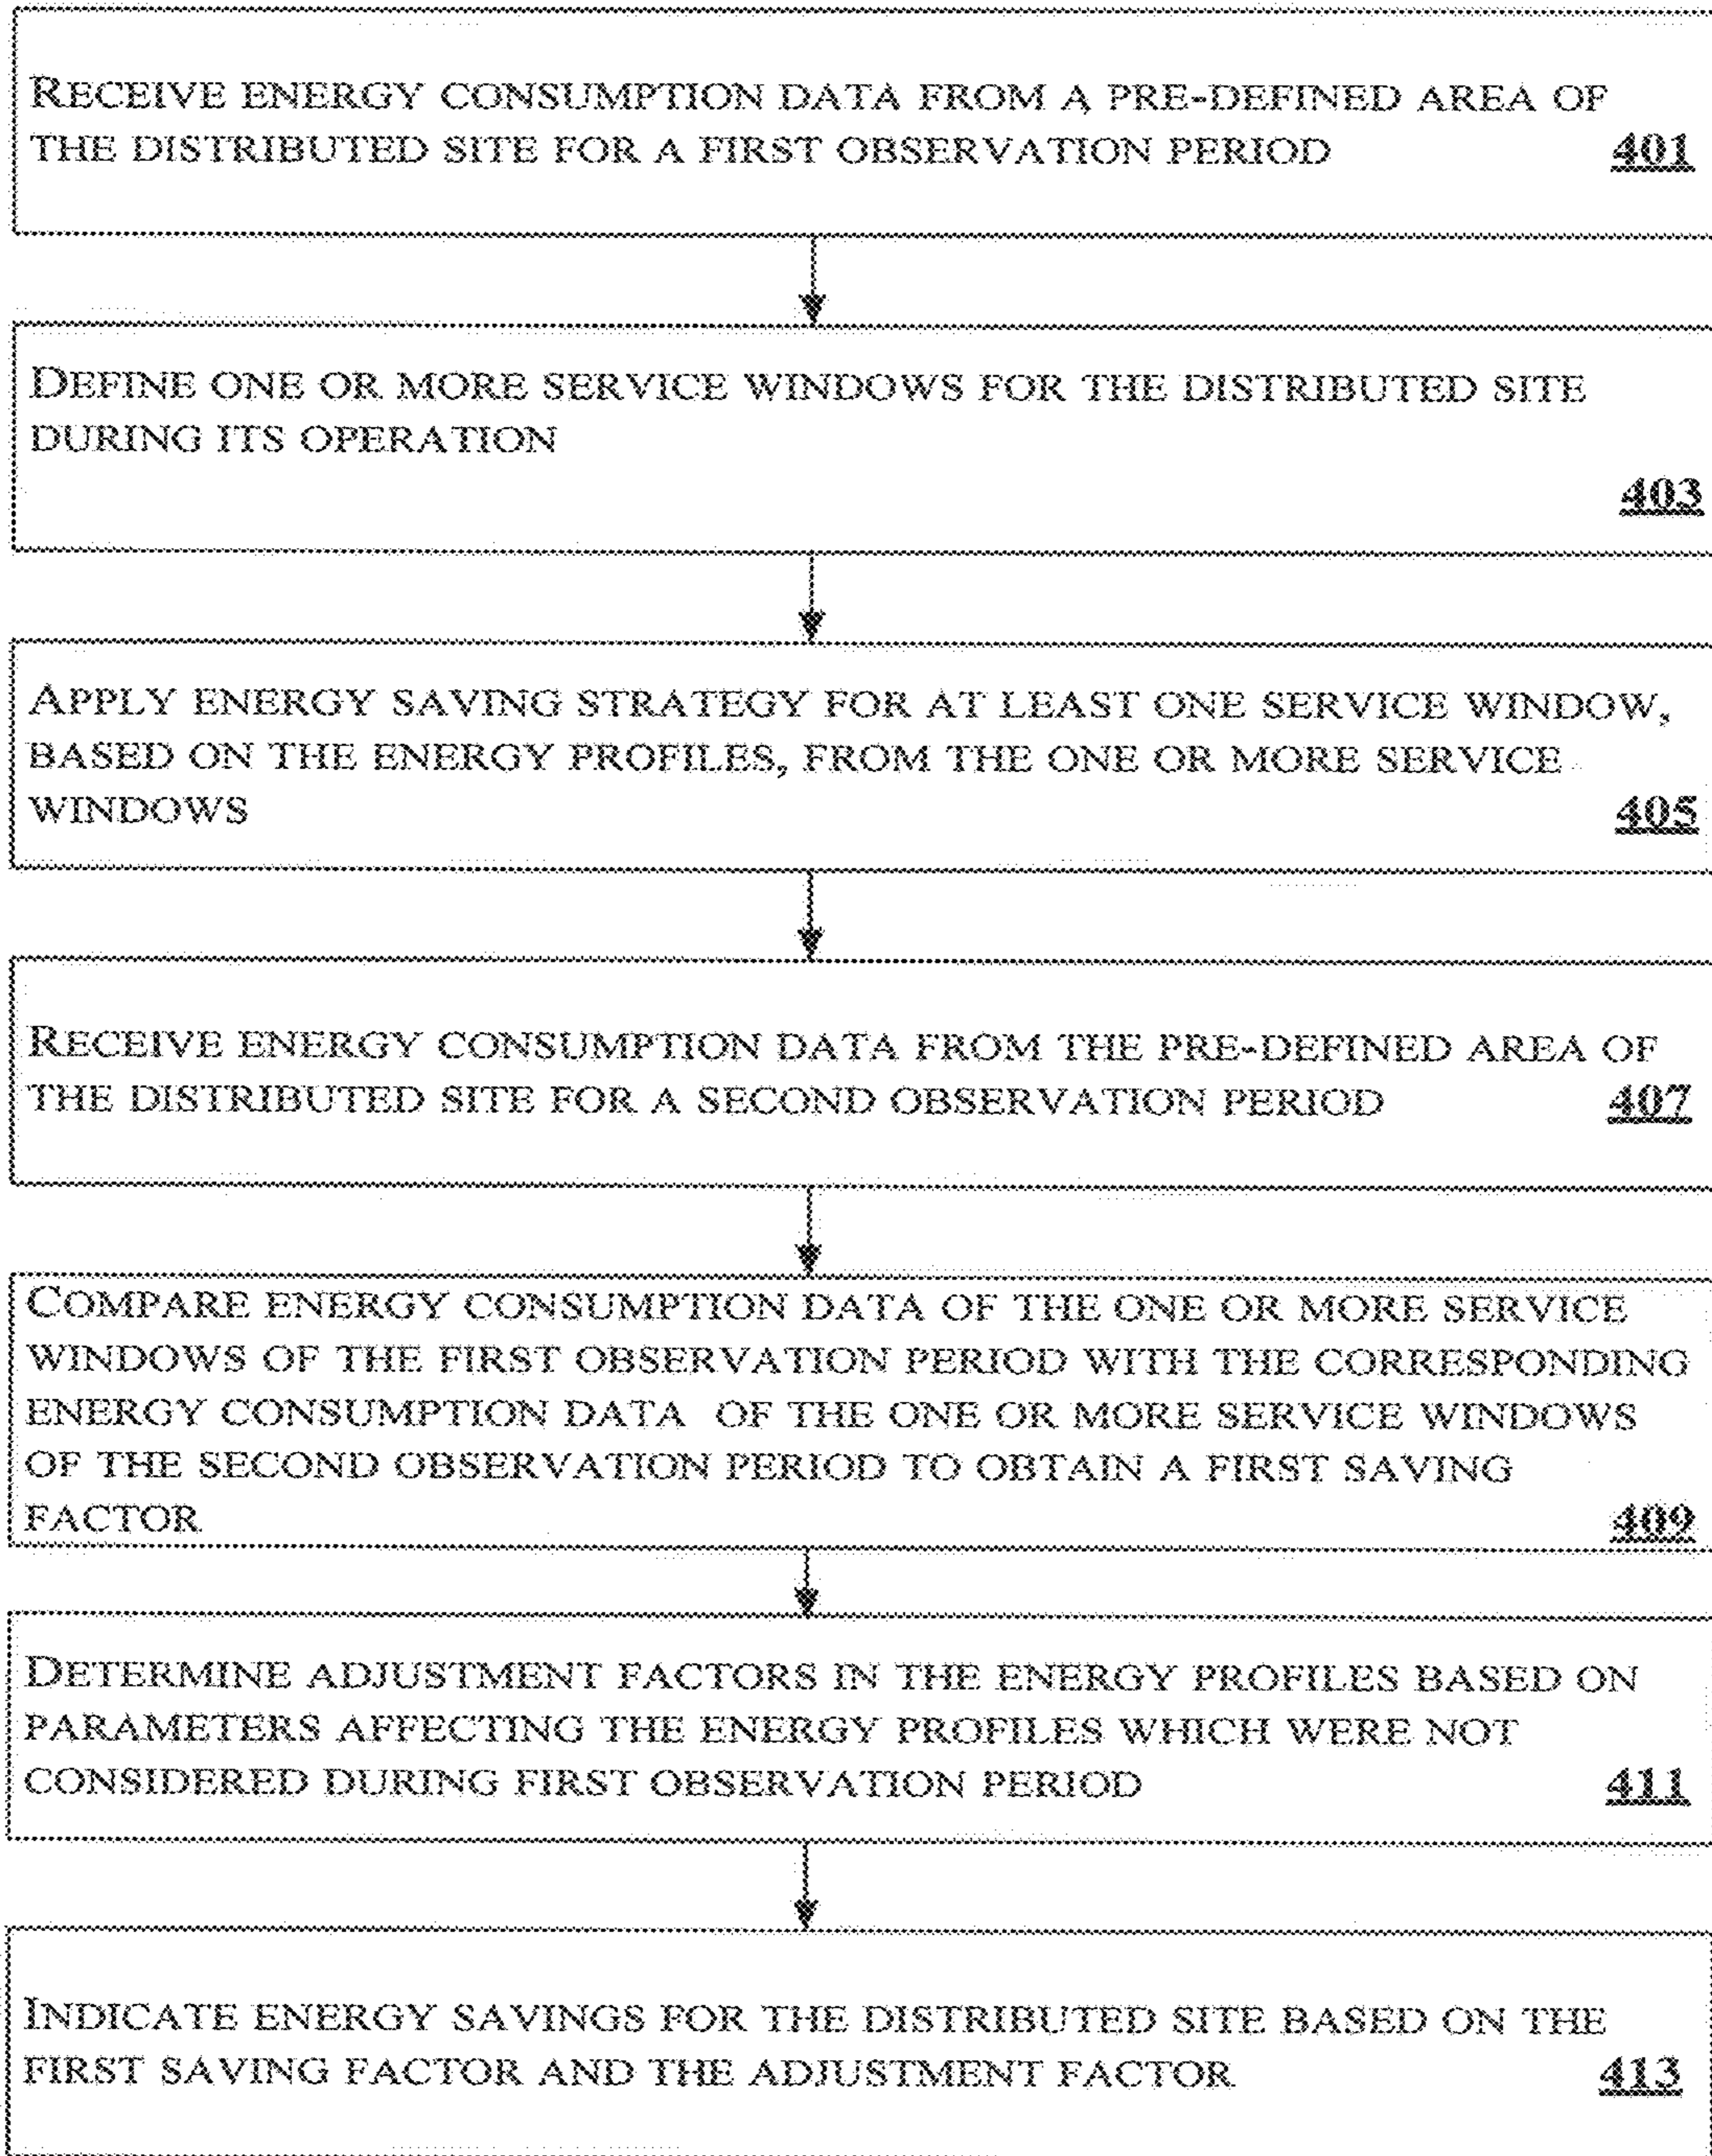 RECEIVE ENERGY CONSUMPTION DATA FROM A PRE-DEFINED AREA OF
THE DISTRIBUTED SITE FOR A FIRST OBSERVATION PERIOD 401
DEFINE ONE OR MORE SERVICE WINDOWS FOR THE DISTRIBUTED SITE
DURING ITS OPERATION
403
APPLY ENERGY SAVING STRATEGY FOR AT LEAST ONE SERVICE WINDOW,
BASED ON THE ENERGY PROFILES, FROM THE ONE OR MORE SERVICE
WINDOWS 405
RECEIVE ENERGY CONSUMPTION DATA FROM THE PRE-DEFINED AREA OF
THE DISTRIBUTED SITE FOR A SECOND OBSERVATION PERIOD 407
COMPARE ENERGY CONSUMPTION DATA OF THE ONE OR MORE SERVICE
WINDOWS OF THE FIRST OBSERVATION PERIOD WITH THE CORRESPONDING
ENERGY CONSUMPTION DATA OF THE ONE OR MORE SERVICE WINDOWS
OF THE SECOND OBSERVATION PERIOD TO OBTAIN A FIRST SAVING
FACTOR 409
DETERMINE ADJUSTMENT FACTORS IN THE ENERGY PROFILES BASED ON
PARAMETERS AFFECTING THE ENERGY PROFILES WHICH WERE NOT
CONSIDERED DURING FIRST OBSERVATION PERIOD 411
INDICATE ENERGY SAVINGS FOR THE DISTRIBUTED SITE BASED ON THE
FIRST SAVING FACTOR AND THE ADJUSTMENT FACTOR 413